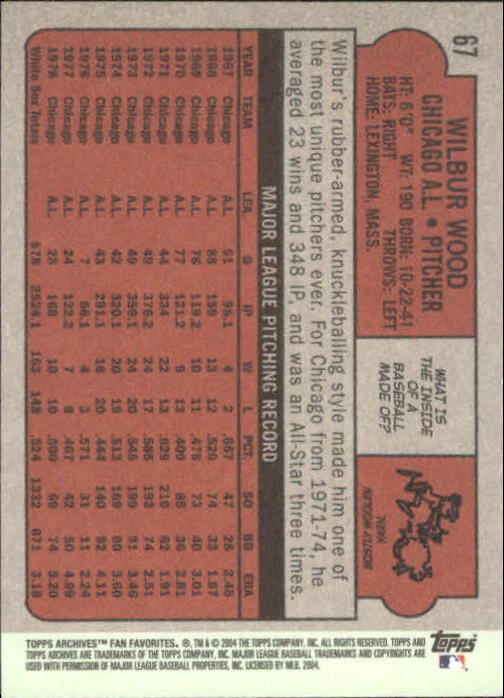 67
WILBUR WOOD
CHICAGO A.L. • PITCHER
HT: 6'0" WT: 190 BORN: 10-22-41
BATS: RIGHT THROWS: LEFT
HOME: LEXINGTON, MASS.
WHAT IS
THE INSIDE
OF A
BASEBALL
MADE OF?
MOSTLY WOOLEN
YARN.
Wilbur's rubber-armed, knuckleballing style made him one of
the most unique pitchers ever. For Chicago from 1971-74, he
averaged 23 wins and 348 IP, and was an All-Star three times.
MAJOR LEAGUE PITCHING RECORD
YEAR TEAM LEA G IP W L PCT. SO BB ERA
1967 Chicago A.L. 51 95.1 4 2 .667 47 28 2.45
1968 Chicago A.L. 88 159 13 12 .520 74 33 1.87
1969 Chicago A.L. 76 119.2 10 11 .476 73 40 3.01
1970 Chicago A.L. 77 121.2 9 13 .409 85 36 2.81
1971 Chicago A.L. 44 334 22 13 .629 210 62 1.91
1972 Chicago A.L. 49 376.2 24 17 .585 193 74 2.51
1973 Chicago A.L. 49 359.1 24 20 .545 199 91 3.46
1974 Chicago A.L. 42 320.1 20 19 .513 169 80 3.60
1975 Chicago A.L. 43 291.1 16 20 .444 140 92 4.11
1976 Chicago A.L. 7 56.1 4 3 .571 31 11 2.24
1977 Chicago A.L. 24 122.2 7 8 .467 42 50 4.99
1978 Chicago A.L. 28 168 10 10 .500 69 74 5.20
White Sox Totals 578 2524.1 163 148 .524 1332 671 3.18
Topps
TOPPS ARCHIVES™ FAN FAVORITES. ®, TM & © 2004 THE TOPPS COMPANY, INC. ALL RIGHTS RESERVED. TOPPS AND
TOPPS ARCHIVES ARE TRADEMARKS OF THE TOPPS COMPANY, INC. MAJOR LEAGUE BASEBALL TRADEMARKS AND COPYRIGHTS ARE
USED WITH PERMISSION OF MAJOR LEAGUE BASEBALL PROPERTIES, INC. LICENSED BY MLB, 2004.